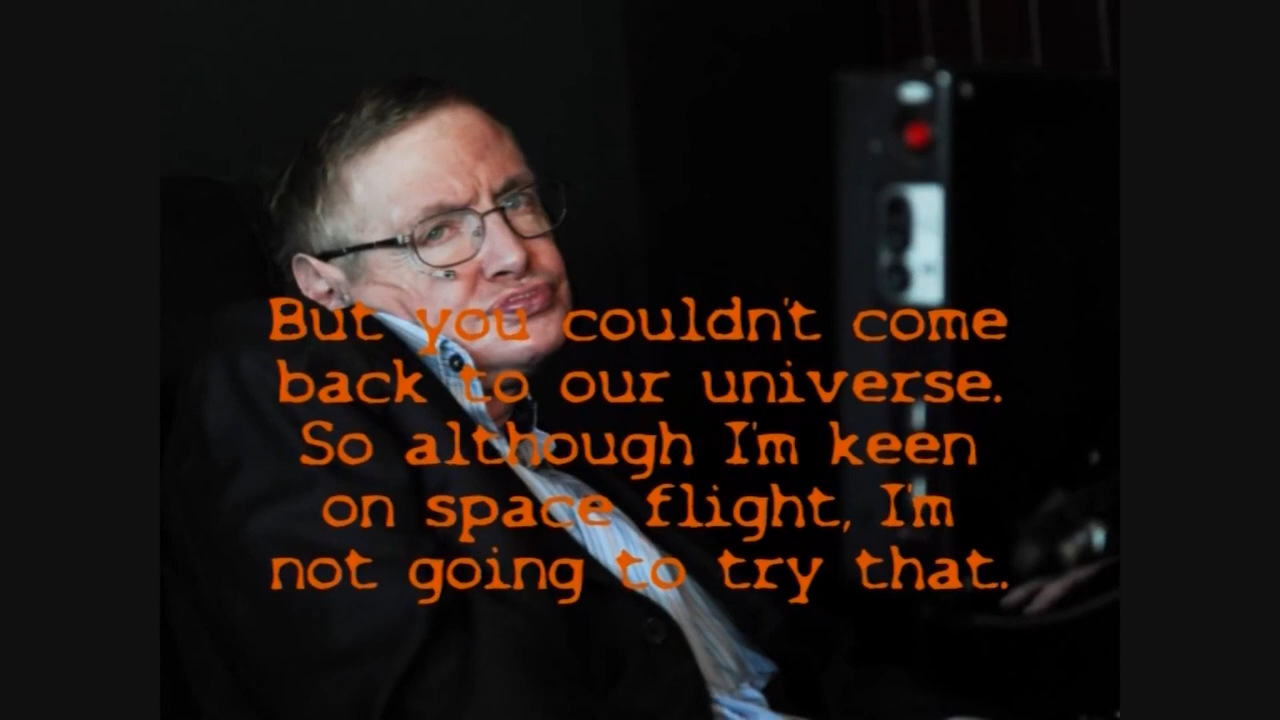 But you couldn't come
back to our universe.
So although I'm keen
on space flight, I'm
not going to try that.